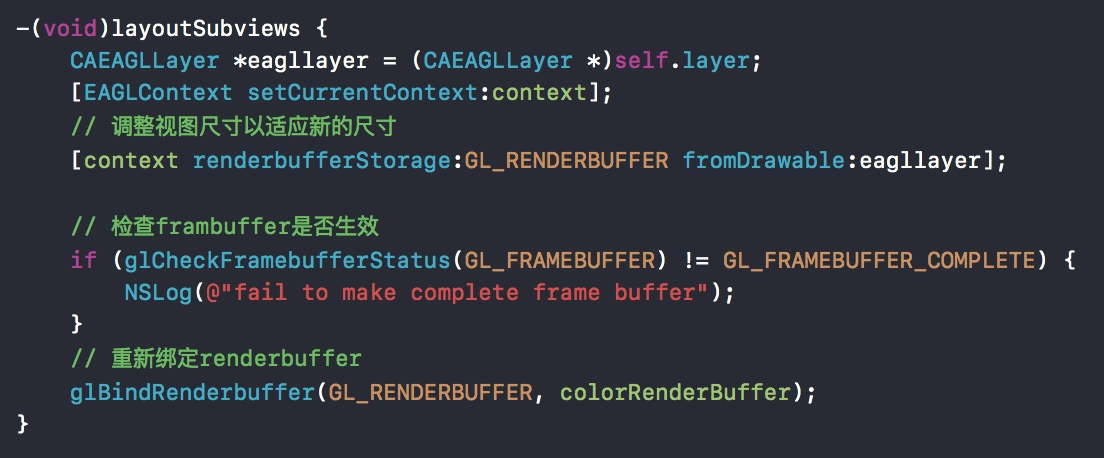 -(void)layoutSubviews {
    CAEAGLLayer *eagllayer = (CAEAGLLayer *)self.layer;
    [EAGLContext setCurrentContext:context];
    // 调整视图尺寸以适应新的尺寸
    [context renderbufferStorage:GL_RENDERBUFFER fromDrawable:eagllayer];

    // 检查frambuffer是否生效
    if (glCheckFramebufferStatus(GL_FRAMEBUFFER) != GL_FRAMEBUFFER_COMPLETE) {
        NSLog(@"fail to make complete frame buffer");
    }
    // 重新绑定renderbuffer
    glBindRenderbuffer(GL_RENDERBUFFER, colorRenderBuffer);
}